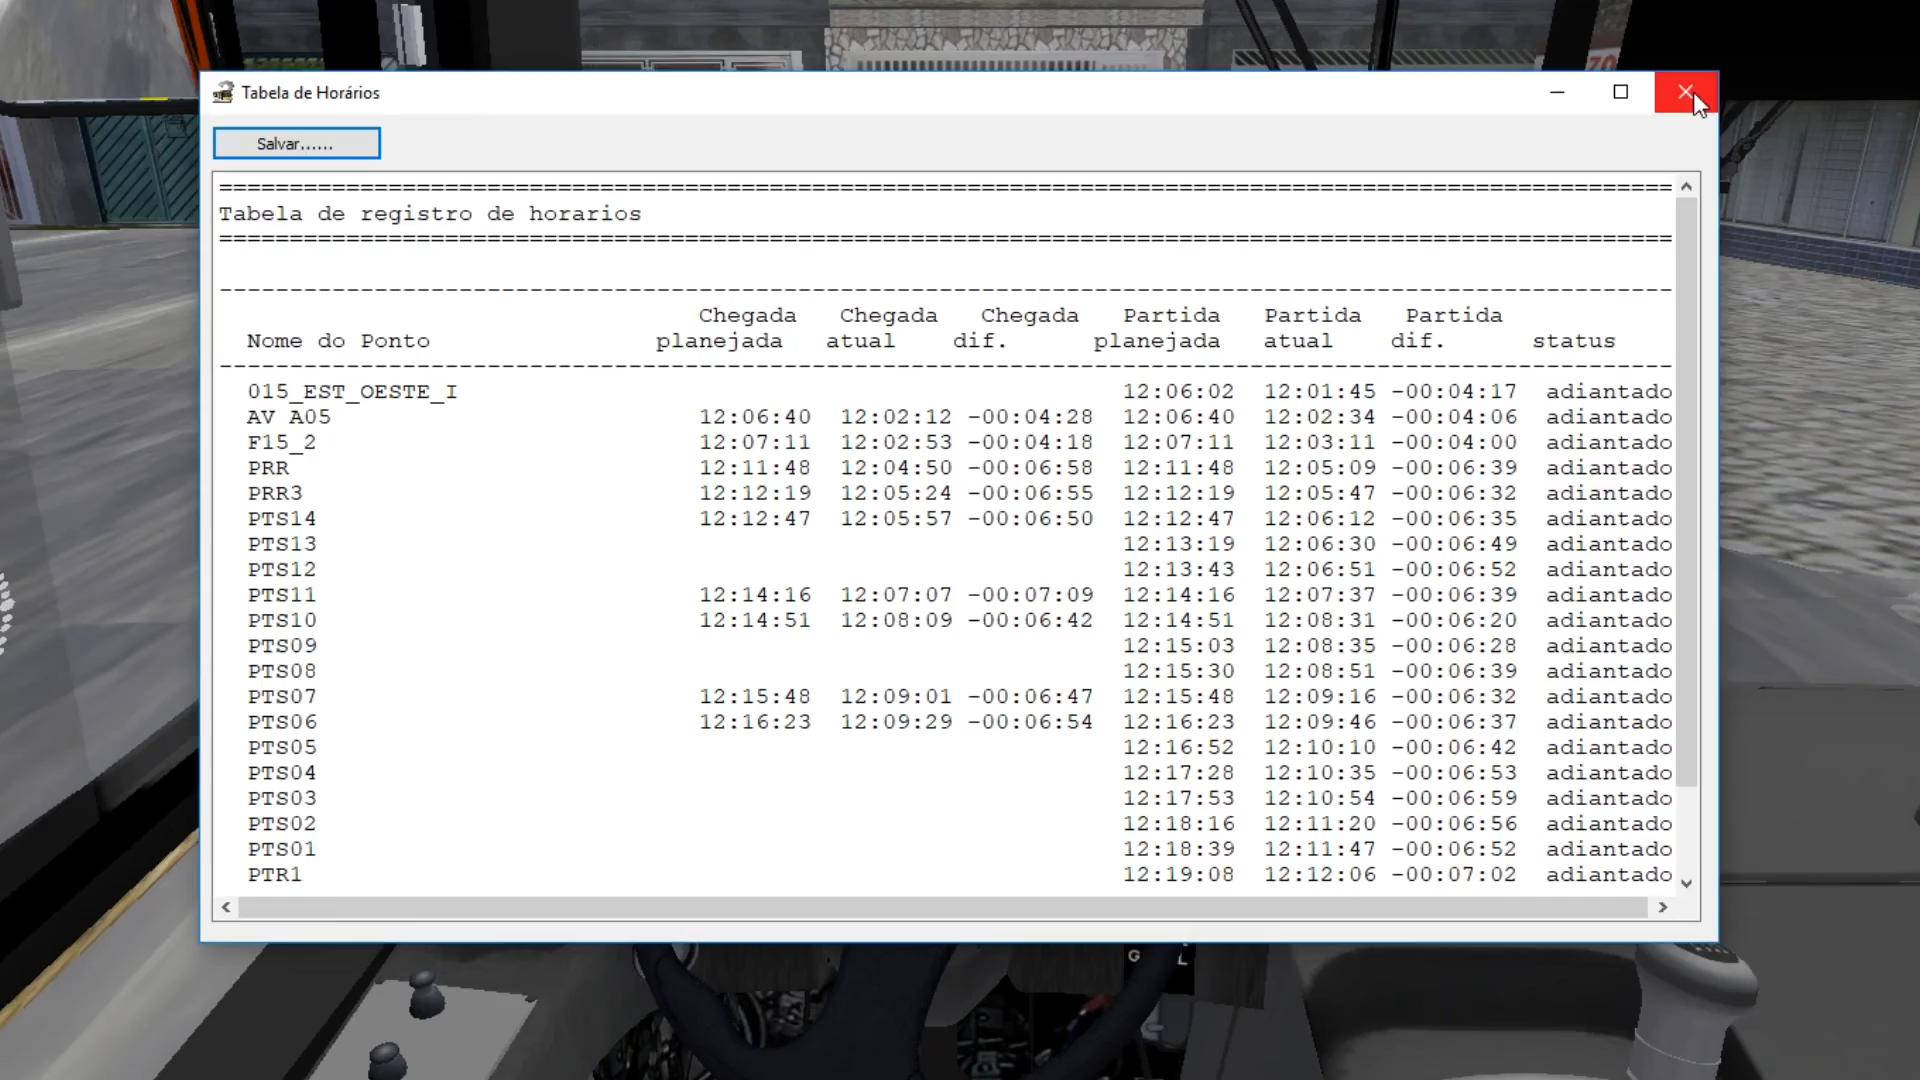 Tabela de Horários
Salvar......
Tabela de registro de horarios
Chegada Chegada Chegada Partida Partida Partida
Nome do Ponto planejada atual dif. planejada atual dif. status
015_EST_OESTE_I 12:06:02 12:01:45 -00:04:17 adiantado
AV A05 12:06:40 12:02:12 -00:04:28 12:06:40 12:02:34 -00:04:06 adiantado
F15_2 12:07:11 12:02:53 -00:04:18 12:07:11 12:03:11 -00:04:00 adiantado
PRR 12:11:48 12:04:50 -00:06:58 12:11:48 12:05:09 -00:06:39 adiantado
PRR3 12:12:19 12:05:24 -00:06:55 12:12:19 12:05:47 -00:06:32 adiantado
PTS14 12:12:47 12:05:57 -00:06:50 12:12:47 12:06:12 -00:06:35 adiantado
PTS13 12:13:19 12:06:30 -00:06:49 adiantado
PTS12 12:13:43 12:06:51 -00:06:52 adiantado
PTS11 12:14:16 12:07:07 -00:07:09 12:14:16 12:07:37 -00:06:39 adiantado
PTS10 12:14:51 12:08:09 -00:06:42 12:14:51 12:08:31 -00:06:20 adiantado
PTS09 12:15:03 12:08:35 -00:06:28 adiantado
PTS08 12:15:30 12:08:51 -00:06:39 adiantado
PTS07 12:15:48 12:09:01 -00:06:47 12:15:48 12:09:16 -00:06:32 adiantado
PTS06 12:16:23 12:09:29 -00:06:54 12:16:23 12:09:46 -00:06:37 adiantado
PTS05 12:16:52 12:10:10 -00:06:42 adiantado
PTS04 12:17:28 12:10:35 -00:06:53 adiantado
PTS03 12:17:53 12:10:54 -00:06:59 adiantado
PTS02 12:18:16 12:11:20 -00:06:56 adiantado
PTS01 12:18:39 12:11:47 -00:06:52 adiantado
PTR1 12:19:08 12:12:06 -00:07:02 adiantado
G L